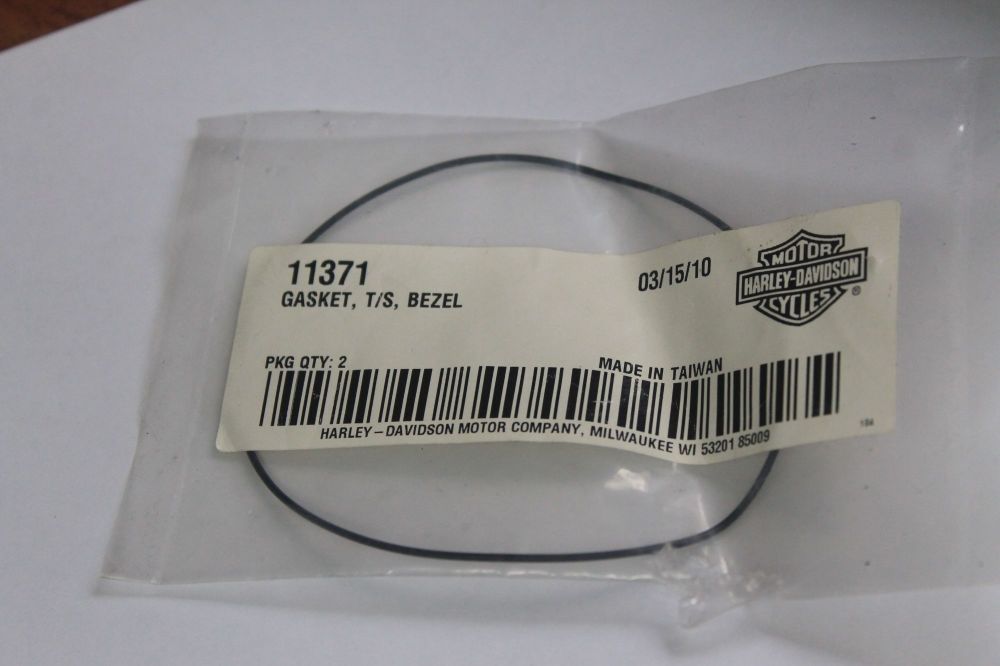 11371
03/15/10
GASKET, T/S, BEZEL
MOTOR
HARLEY-DAVIDSON
CYCLES
®
PKG QTY: 2
MADE IN TAIWAN
HARLEY-DAVIDSON MOTOR COMPANY, MILWAUKEE WI 53201 85009